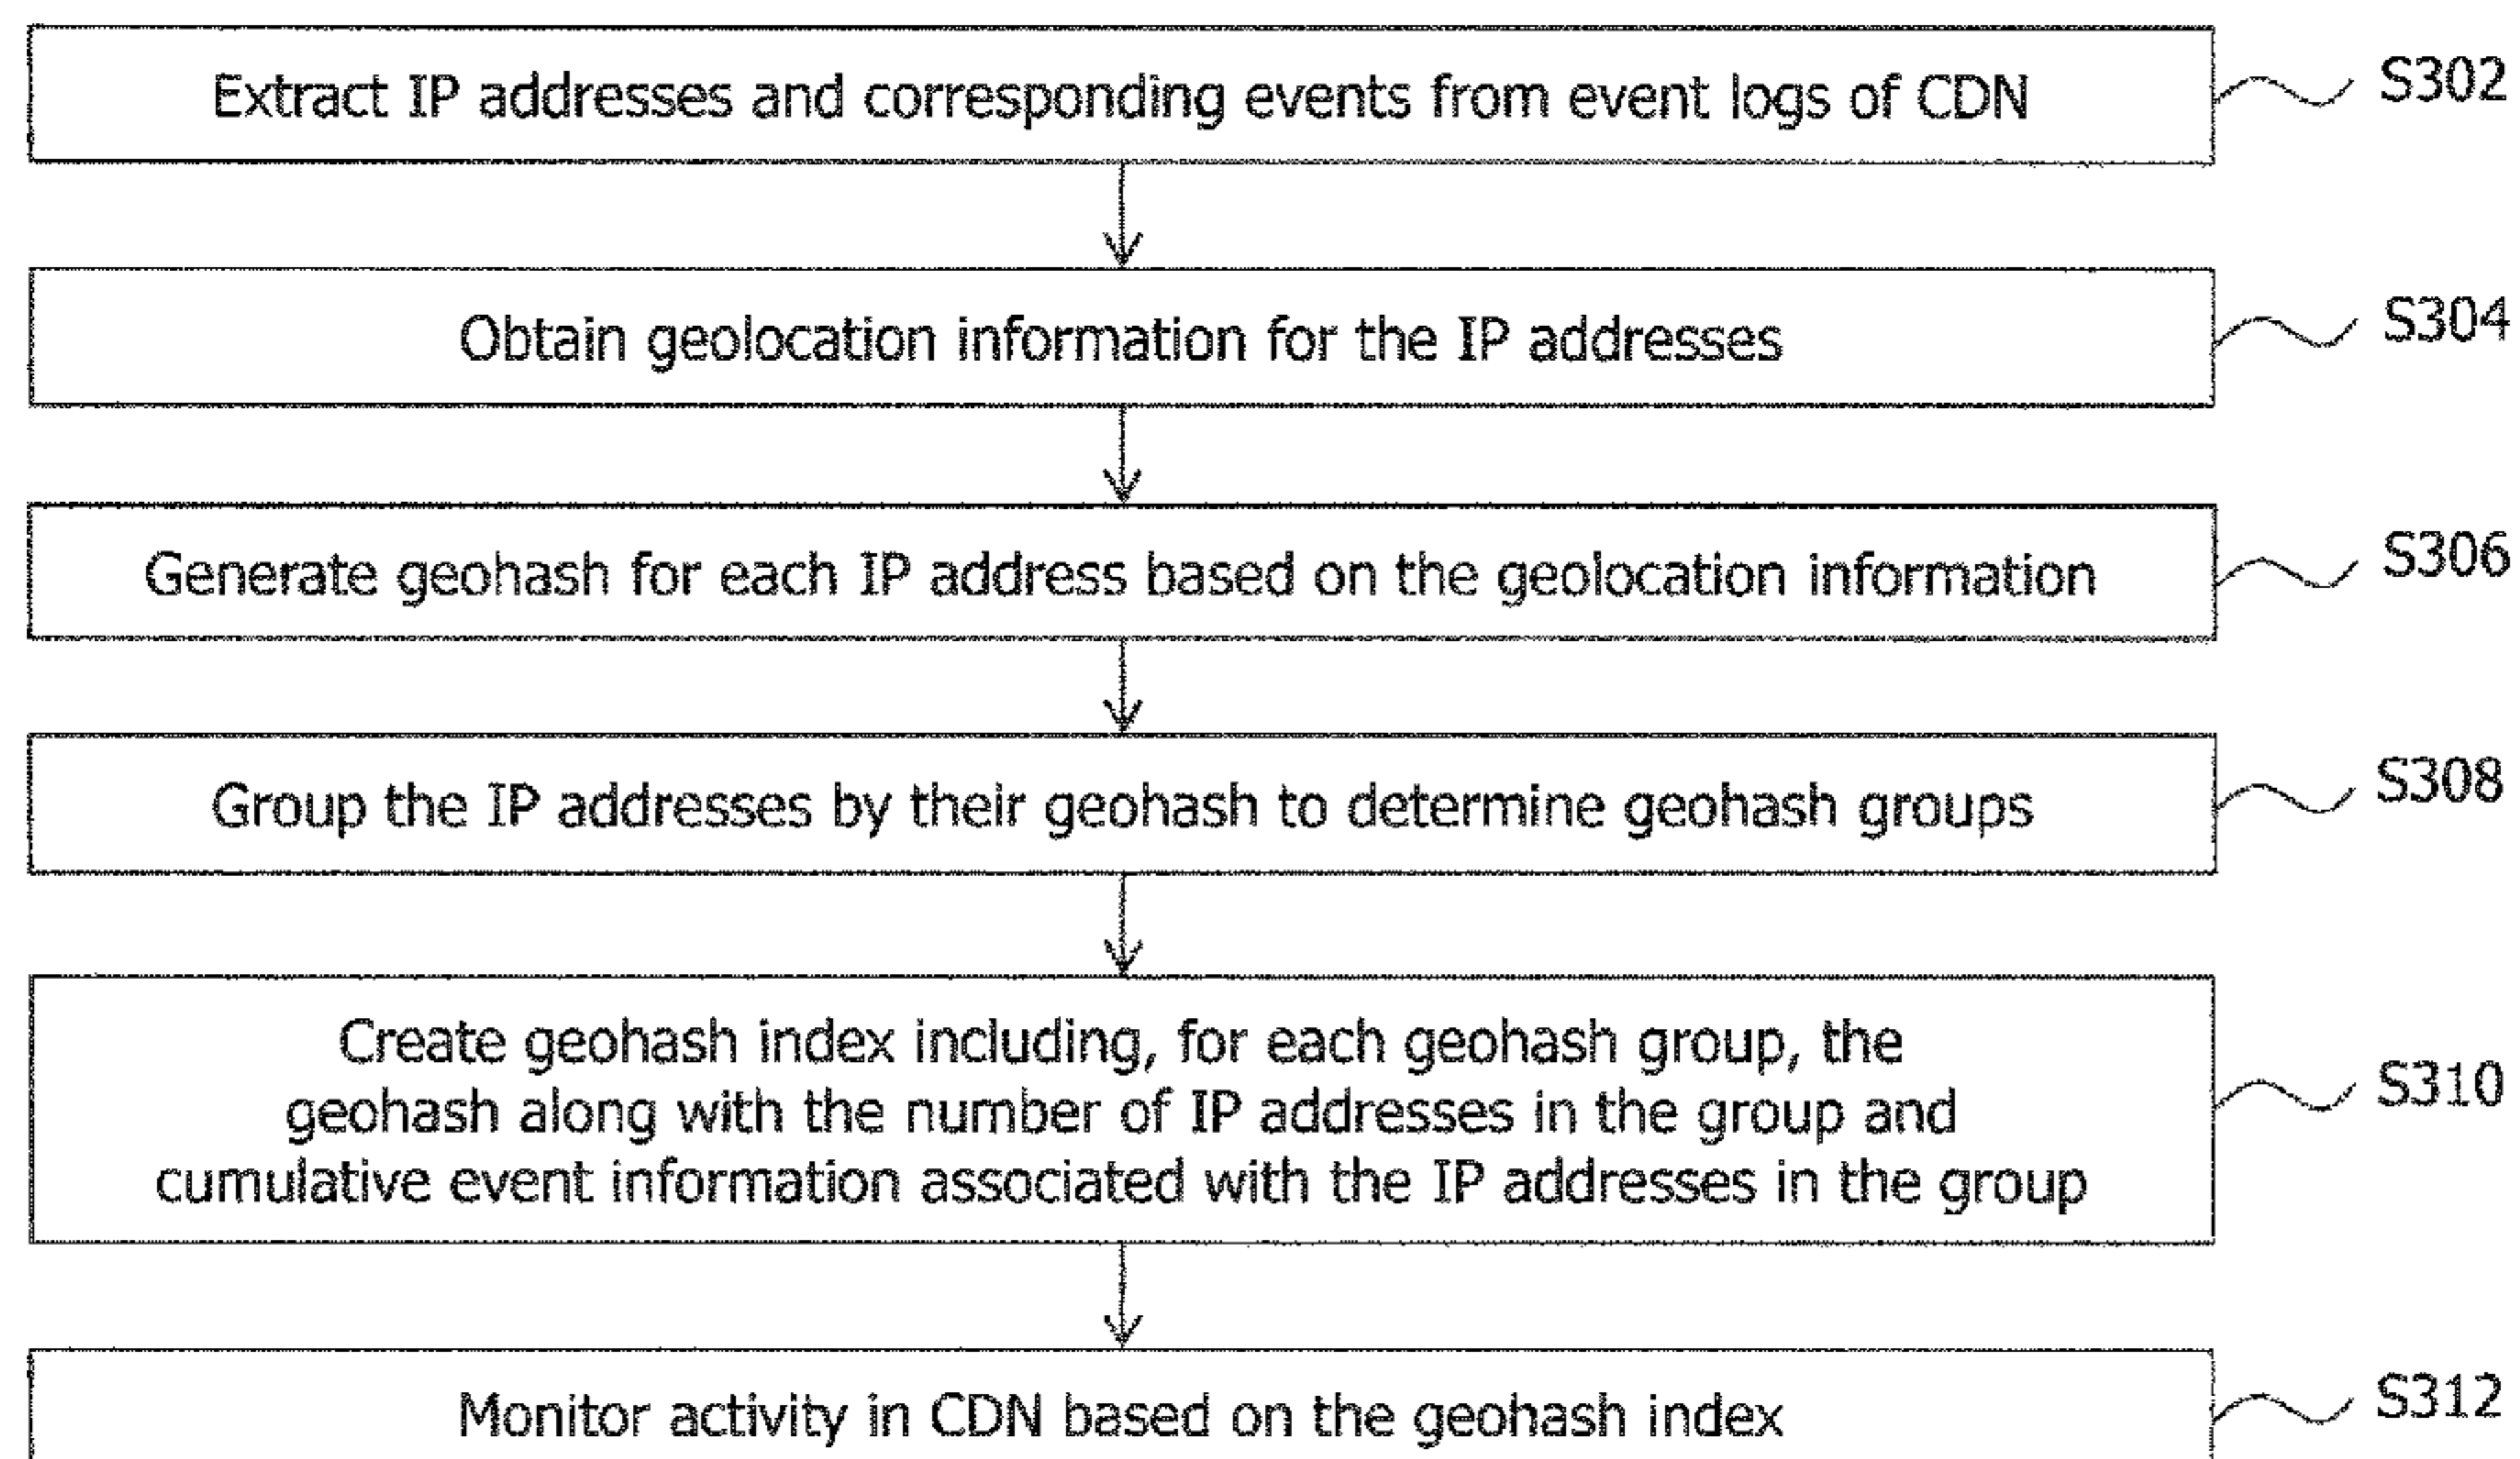 Extract IP addresses and corresponding events from event logs of CDN
S302
Obtain geolocation information for the IP addresses
S304
Generate geohash for each IP address based on the geolocation information
S306
Group the IP addresses by their geohash to determine geohash groups
S308
Create geohash index including, for each geohash group, the
geohash along with the number of IP addresses in the group and
cumulative event information associated with the IP addresses in the group
S310
Monitor activity in CDN based on the geohash index
S312